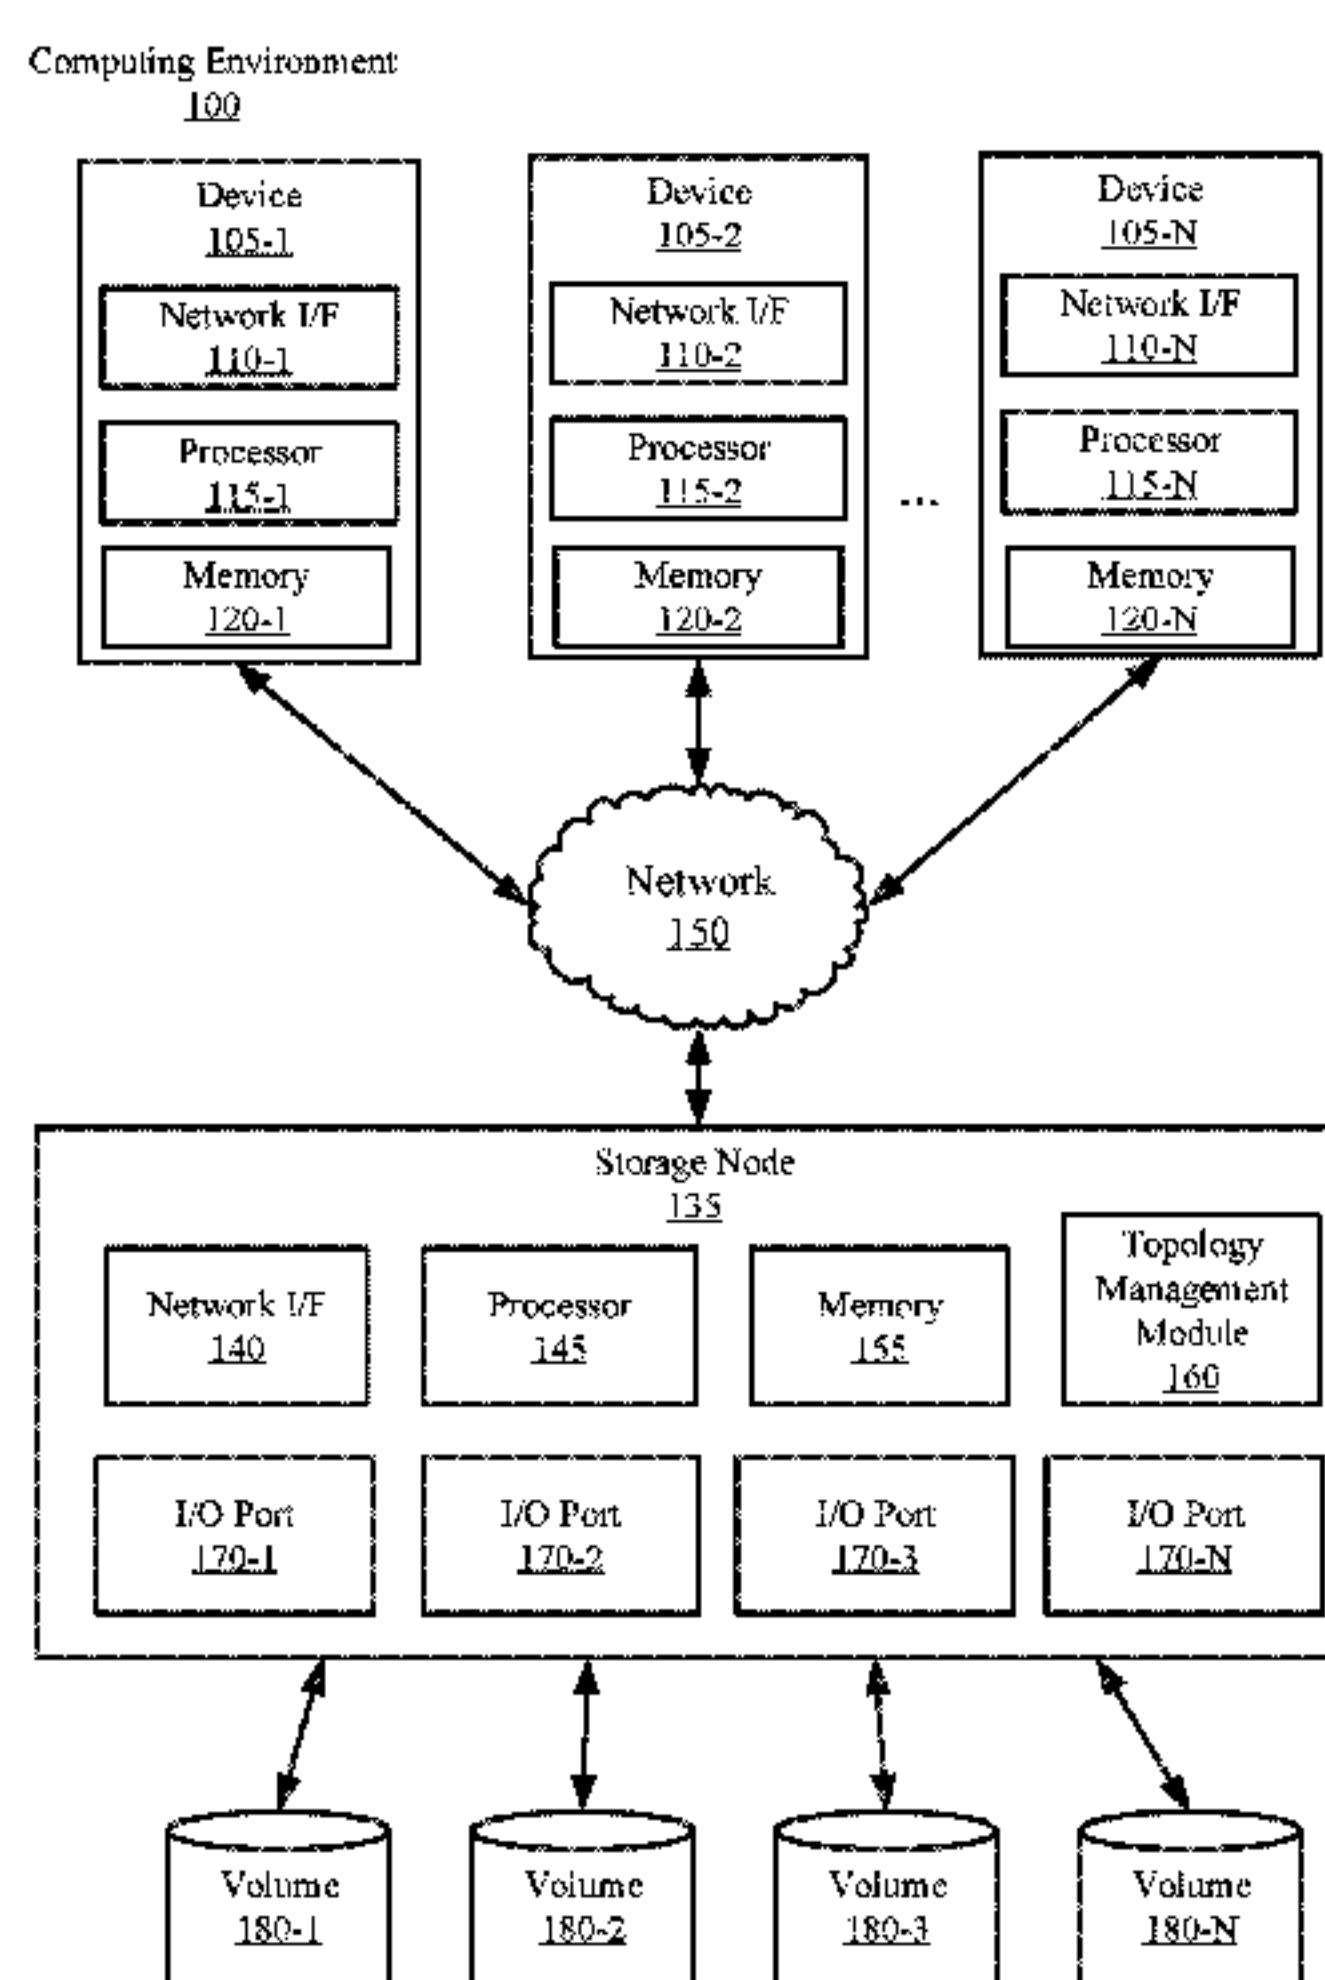 Computing Environment
100
Device
105-1
Network I/F
110-1
Processor
115-1
Memory
120-1
Device
105-2
Network I/F
110-2
Processor
115-2
Memory
120-2
...
Device
105-N
Network I/F
110-N
Processor
115-N
Memory
120-N
Network
150
Storage Node
135
Network I/F
140
Processor
145
Memory
155
Topology
Management
Module
160
I/O Port
170-1
I/O Port
170-2
I/O Port
170-3
I/O Port
170-N
Volume
180-1
Volume
180-2
Volume
180-3
Volume
180-N